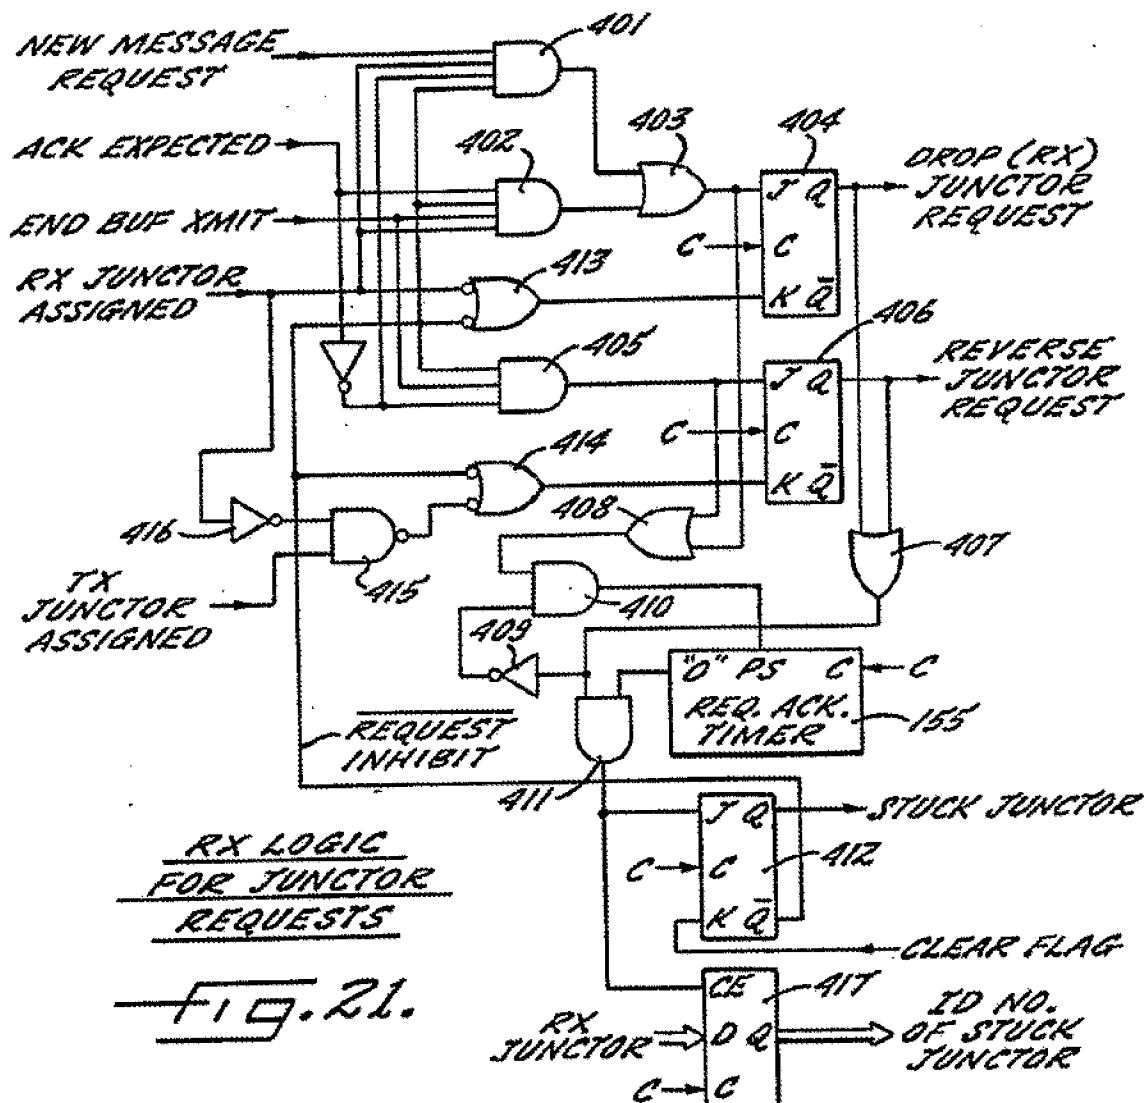 NEW MESSAGE
REQUEST
401
ACK EXPECTED
402
403
404
DROP (RX)
JUNCTOR
REQUEST
J Q
END BUF XMIT
C
C
RX JUNCTOR
ASSIGNED
413
K Q̅
406
405
REVERSE
JUNCTOR
REQUEST
J Q
C
C
414
K Q̅
408
416
415
407
TX
JUNCTOR
ASSIGNED
410
409
"O" PS C
C
REQ. ACK.
TIMER
155
REQUEST
INHIBIT
411
J Q
STUCK JUNCTOR
412
C
C
K Q̅
CLEAR FLAG
RX LOGIC
FOR JUNCTOR
REQUESTS
Fig. 21.
CE
417
RX
JUNCTOR
D Q
ID NO.
OF STUCK
JUNCTOR
C
C